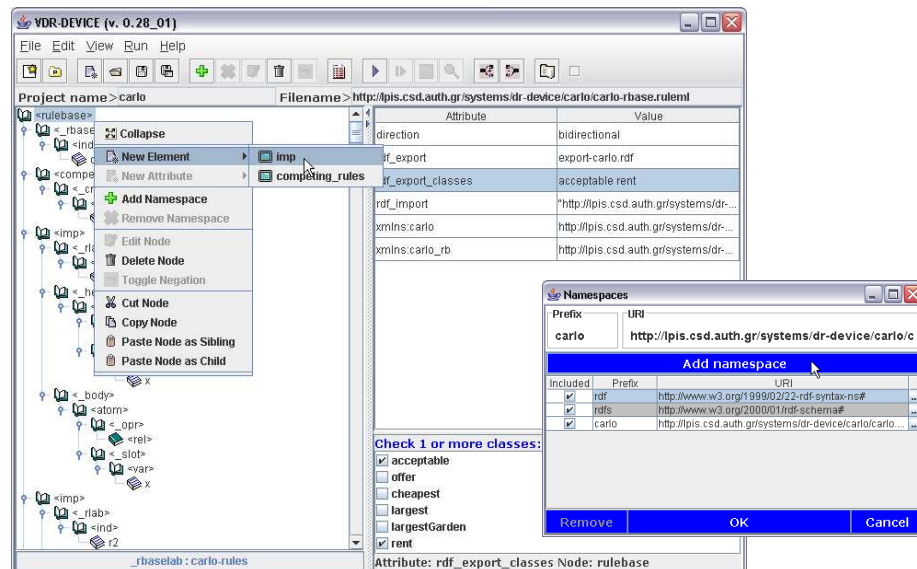 VDR-DEVICE (v. 0.28_01)
File Edit View Run Help
Project name> carlo
Filename> http://lpis.csd.auth.gr/systems/dr-device/carlo/carlo-rbase.ruleml
<rulebase>
<_rbase
<ind
<compe
<_cr
<imp>
<_rla
<_he
x
<_body>
<atom>
<_opr>
<rel>
<_slot>
<var>
x
<imp>
<_rlab>
<ind>
r2
_rbaselab : carlo-rules
Collapse
New Element
New Attribute
Add Namespace
Remove Namespace
Edit Node
Delete Node
Toggle Negation
Cut Node
Copy Node
Paste Node as Sibling
Paste Node as Child
imp
competing_rules
Attribute Value
direction bidirectional
df_export export-carlo.rdf
df_export_classes acceptable rent
rdf_import "http://lpis.csd.auth.gr/systems/dr-...
xmlns:carlo http://lpis.csd.auth.gr/systems/dr-...
xmlns:carlo_rb http://lpis.csd.auth.gr/systems/dr-...
Check 1 or more classes:
acceptable
offer
cheapest
largest
largestGarden
rent
Attribute: rdf_export_classes Node: rulebase
Namespaces
Prefix URI
carlo http://lpis.csd.auth.gr/systems/dr-device/carlo/c
Add namespace
Included Prefix URI
rdf http://www.w3.org/1999/02/22-rdf-syntax-ns#
rdfs http://www.w3.org/2000/01/rdf-schema#
carlo http://lpis.csd.auth.gr/systems/dr-device/carlo/carlo....
Remove OK Cancel